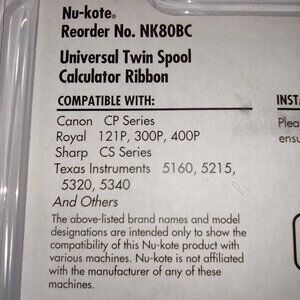 Nu-kote®
Reorder No. NK80BC
Universal Twin Spool
Calculator Ribbon
COMPATIBLE WITH:
Canon CP Series
Royal 121P, 300P, 400P
Sharp CS Series
Texas Instruments 5160, 5215,
5320, 5340
And Others
The above-listed brand names and model
designations are intended only to show the
compatibility of this Nu-kote product with
various machines. Nu-kote is not affiliated
with the manufacturer of any of these
machines.
INST
Plea
ensu